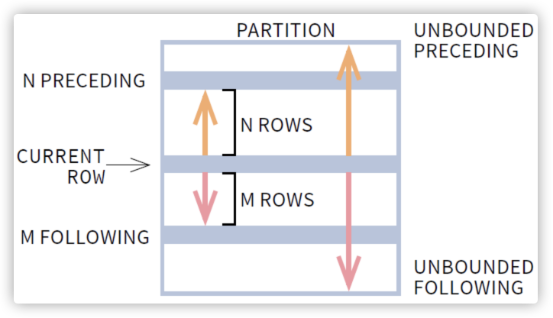 PARTITION
UNBOUNDED
PRECEDING
N PRECEDING
N ROWS
CURRENT
ROW
M ROWS
M FOLLOWING
UNBOUNDED
FOLLOWING